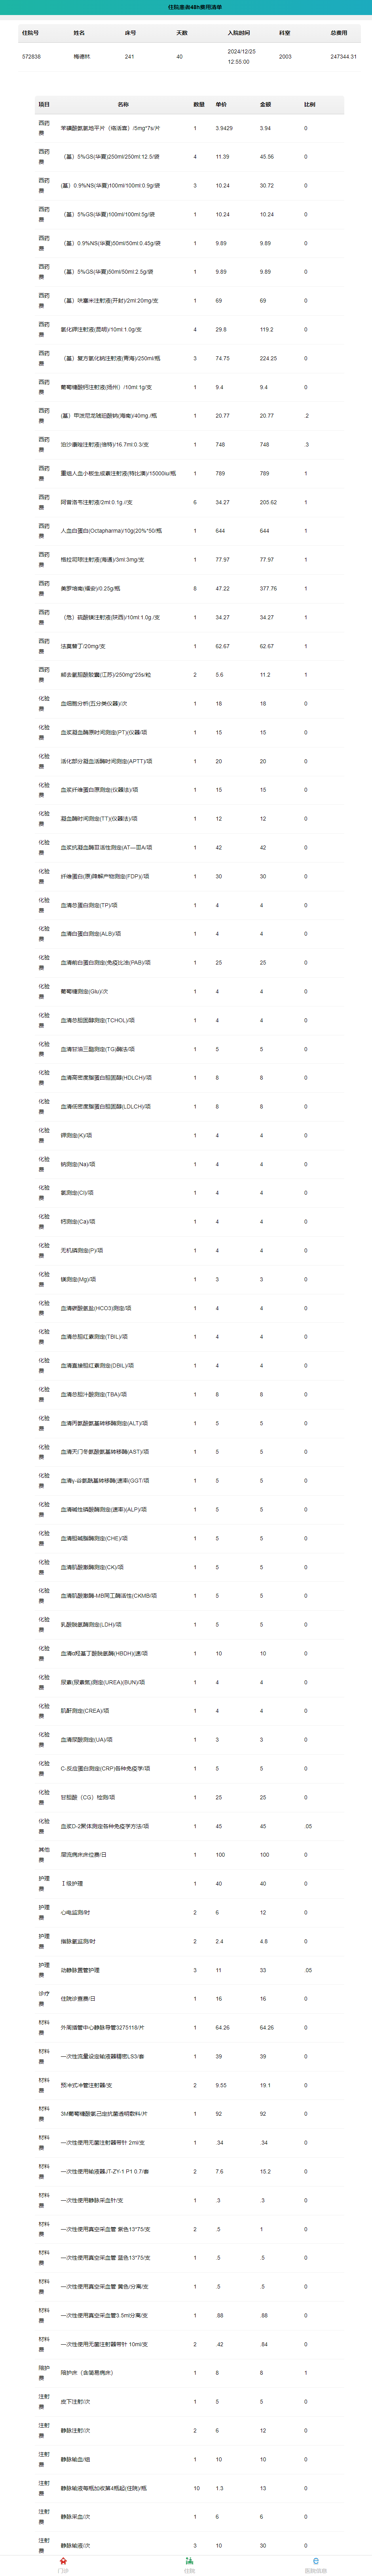 住院患者48h费用清单
住院号 姓名 床号 天数 入院时间 科室 总费用
572838 梅德林 241 40 2024/12/25 12:55:00 2003 247344.31
项目 名称 数量 单价 金额 比例
西药费 苯磺酸氨氯地平片（络活喜）/5mg*7s/片 1 3.9429 3.94 0
西药费 （基）5%GS(华夏)250ml/250ml:12.5/袋 4 11.39 45.56 0
西药费 (基）0.9%NS(华夏)100ml/100ml:0.9g/袋 3 10.24 30.72 0
西药费 （基）5%GS(华夏)100ml/100ml:5g/袋 1 10.24 10.24 0
西药费 （基）0.9%NS(华夏)50ml/50ml:0.45g/袋 1 9.89 9.89 0
西药费 （基）5%GS(华夏)50ml/50ml:2.5g/袋 1 9.89 9.89 0
西药费 （基）呋塞米注射液(开封)/2ml:20mg/支 1 69 69 0
西药费 氯化钾注射液(昆明)/10ml:1.0g/支 4 29.8 119.2 0
西药费 （基）复方氯化钠注射液(青海)/250ml/瓶 3 74.75 224.25 0
西药费 葡萄糖酸钙注射液(扬州）/10ml:1g/支 1 9.4 9.4 0
西药费 (基）甲泼尼龙琥珀酸钠(海南)/40mg./瓶 1 20.77 20.77 .2
西药费 泊沙康唑注射液(徐特)/16.7ml:0.3/支 1 748 748 .3
西药费 重组人血小板生成素注射液(特比澳)/15000iu/瓶 1 789 789 1
西药费 阿昔洛韦注射液/2ml:0.1g./支 6 34.27 205.62 1
西药费 人血白蛋白(Octapharma)/10g(20%*50/瓶 1 644 644 1
西药费 格拉司琼注射液(海通)/3ml:3mg/支 1 77.97 77.97 1
西药费 美罗培南(福安)/0.25g/瓶 8 47.22 377.76 1
西药费 （危）硫酸镁注射液(陕西)/10ml:1.0g./支 1 34.27 34.27 1
西药费 法莫替丁/20mg/支 1 62.67 62.67 1
西药费 熊去氧胆酸胶囊(江苏)/250mg*25s/粒 2 5.6 11.2 1
化验费 血细胞分析(五分类仪器)/次 1 18 18 0
化验费 血浆凝血酶原时间测定(PT)(仪器/项 1 15 15 0
化验费 活化部分凝血活酶时间测定(APTT)/项 1 20 20 0
化验费 血浆纤维蛋白原测定(仪器法)/项 1 15 15 0
化验费 凝血酶时间测定(TT)(仪器法)/项 1 12 12 0
化验费 血浆抗凝血酶Ⅲ活性测定(AT—ⅢA/项 1 42 42 0
化验费 纤维蛋白(原)降解产物测定(FDP)(/项 1 30 30 0
化验费 血清总蛋白测定(TP)/项 1 4 4 0
化验费 血清白蛋白测定(ALB)/项 1 4 4 0
化验费 血清前白蛋白测定(免疫比浊(PAB)/项 1 25 25 0
化验费 葡萄糖测定(Glu)/次 1 4 4 0
化验费 血清总胆固醇测定(TCHOL)/项 1 4 4 0
化验费 血清甘油三酯测定(TG)酶法/项 1 5 5 0
化验费 血清高密度脂蛋白胆固醇(HDLCH)/项 1 8 8 0
化验费 血清低密度脂蛋白胆固醇(LDLCH)/项 1 8 8 0
化验费 钾测定(K)/项 1 4 4 0
化验费 钠测定(Na)/项 1 4 4 0
化验费 氯测定(Cl)/项 1 4 4 0
化验费 钙测定(Ca)/项 1 4 4 0
化验费 无机磷测定(P)/项 1 4 4 0
化验费 镁测定(Mg)/项 1 3 3 0
化验费 血清碳酸氢盐(HCO3)测定/项 1 4 4 0
化验费 血清总胆红素测定(TBIL)/项 1 4 4 0
化验费 血清直接胆红素测定(DBIL)/项 1 4 4 0
化验费 血清总胆汁酸测定(TBA)/项 1 8 8 0
化验费 血清丙氨酸氨基转移酶测定(ALT)/项 1 5 5 0
化验费 血清天门冬氨酸氨基转移酶(AST)/项 1 5 5 0
化验费 血清γ-谷氨酰基转移酶(速率(GGT/项 1 5 5 0
化验费 血清碱性磷酸酶测定(速率)(ALP)/项 1 5 5 0
化验费 血清胆碱脂酶测定(CHE)/项 1 5 5 0
化验费 血清肌酸激酶测定(CK)/项 1 5 5 0
化验费 血清肌酸激酶-MB同工酶活性(CKMB/项 1 5 5 0
化验费 乳酸脱氢酶测定(LDH)/项 1 5 5 0
化验费 血清α羟基丁酸脱氢酶(HBDH)(速/项 1 10 10 0
化验费 尿素(尿素氮)测定(UREA)(BUN)/项 1 4 4 0
化验费 肌酐测定(CREA)/项 1 4 4 0
化验费 血清尿酸测定(UA)/项 1 3 3 0
化验费 C-反应蛋白测定(CRP)各种免疫学/项 1 5 5 0
化验费 甘胆酸（CG）检测/项 1 25 25 0
化验费 血浆D-2聚体测定各种免疫学方法/项 1 45 45 .05
其他费 层流病床床位费/日 1 100 100 0
护理费 Ⅰ级护理 1 40 40 0
护理费 心电监测/时 2 6 12 0
护理费 指脉氧监测/时 2 2.4 4.8 0
护理费 动静脉置管护理 3 11 33 .05
诊疗费 住院诊查费/日 1 16 16 0
材料费 外周插管中心静脉导管3275118/片 1 64.26 64.26 0
材料费 一次性流量设定输液器精密LS3/套 1 39 39 0
材料费 预冲式冲管注射器/支 2 9.55 19.1 0
材料费 3M葡萄糖酸氯己定抗菌透明敷料/片 1 92 92 0
材料费 一次性使用无菌注射器带针 2ml/支 1 .34 .34 0
材料费 一次性使用输液器JT-ZY-1 P1 0.7/套 2 7.6 15.2 0
材料费 一次性使用静脉采血针/支 1 .3 .3 0
材料费 一次性使用真空采血管 紫色13*75/支 2 .5 1 0
材料费 一次性使用真空采血管 蓝色13*75/支 1 .5 .5 0
材料费 一次性使用真空采血管 黄色/分离/支 1 .5 .5 0
材料费 一次性使用真空采血管3.5ml分离/支 1 .88 .88 0
材料费 一次性使用无菌注射器带针 10ml/支 2 .42 .84 0
陪护费 陪护床（含简易病床） 1 8 8 1
注射费 皮下注射/次 1 5 5 0
注射费 静脉注射/次 2 6 12 0
注射费 静脉输血/组 1 10 10 0
注射费 静脉输液每瓶加收第4瓶起(住院)/瓶 10 1.3 13 0
注射费 静脉采血/次 1 6 6 0
注射费 静脉输液/次 3 10 30 0
门诊 住院